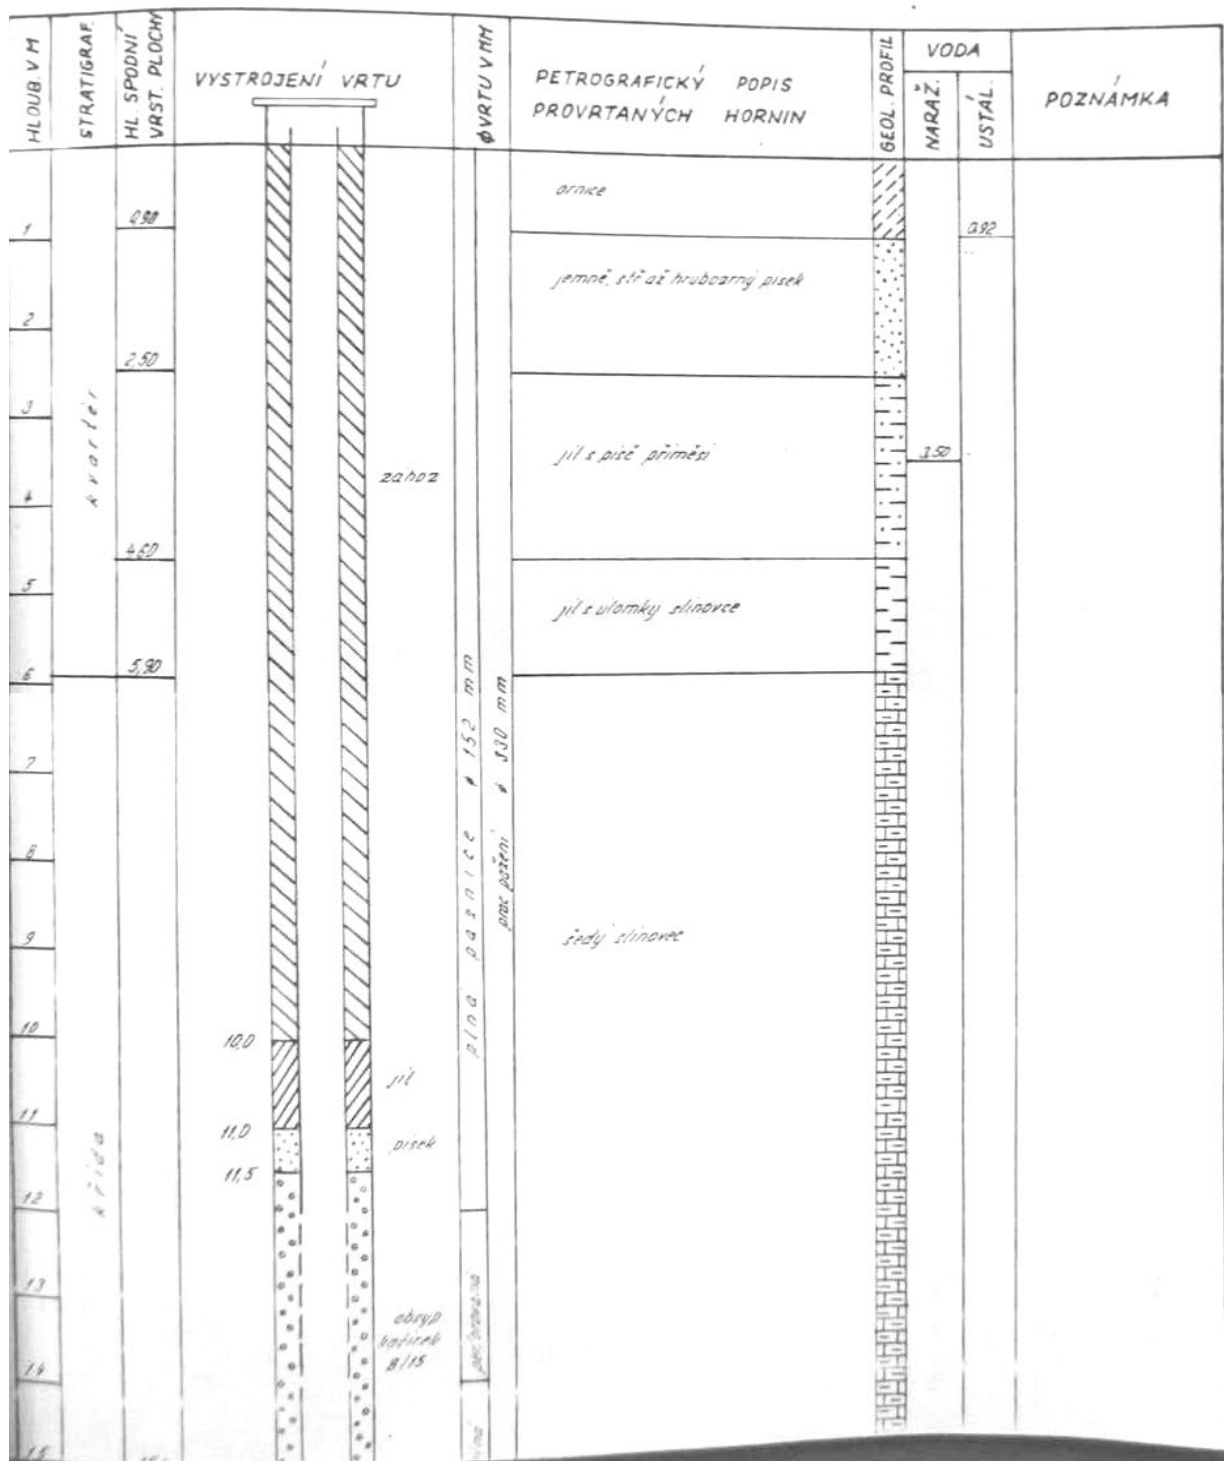 HLOUB. V M
STRATIGRAF.
HL. SPODNÍ
VRST. PLOCHY
VYSTROJENÍ VRTU
ϕ VRTU V MM
PETROGRAFICKÝ POPIS
PROVRTANÝCH HORNIN
GEOL. PROFIL
VODA
NARAŽ.
USTÁL.
POZNÁMKA
ornice
0,90
1
0,92
jemně, stř až hrubozrný písek
2
2,50
3
kvartér
jíl s písč příměsí
3,50
zához
4
4,60
5
jíl s úlomky slínovce
5,90
6
plná pažnice ϕ 152 mm
prac pažení ϕ 330 mm
7
8
9
šedý slínovec
10
10,0
jíl
11
11,0
písek
křída
11,5
12
13
obsyp
kačírek
8/15
perforovaná
14
15